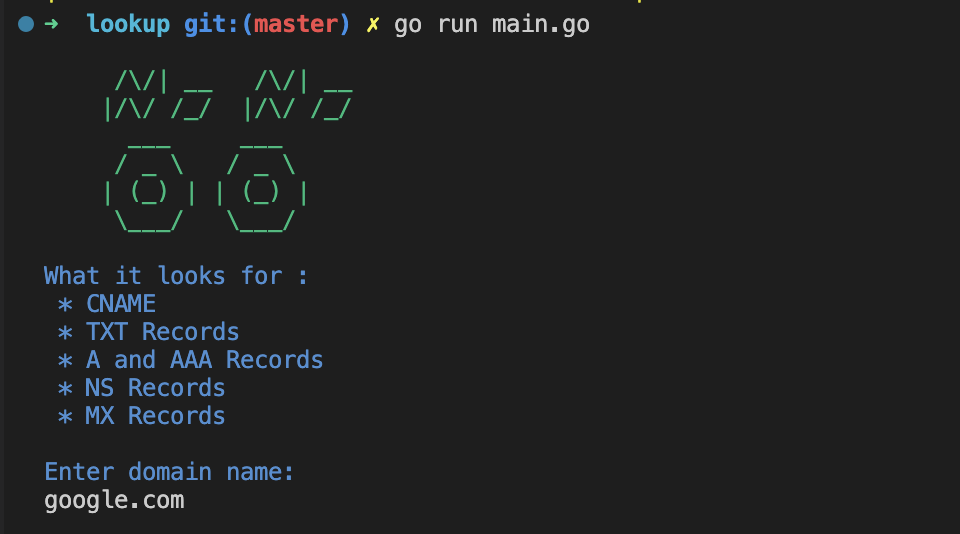 ➜  lookup git:(master) ✗ go run main.go
     /\/| __   /\/| __
    |/\/ /_/  |/\/ /_/
      ___     ___
     / _ \   / _ \
    | (_) | | (_) |
     \___/   \___/
What it looks for :
 * CNAME
 * TXT Records
 * A and AAA Records
 * NS Records
 * MX Records
Enter domain name:
google.com